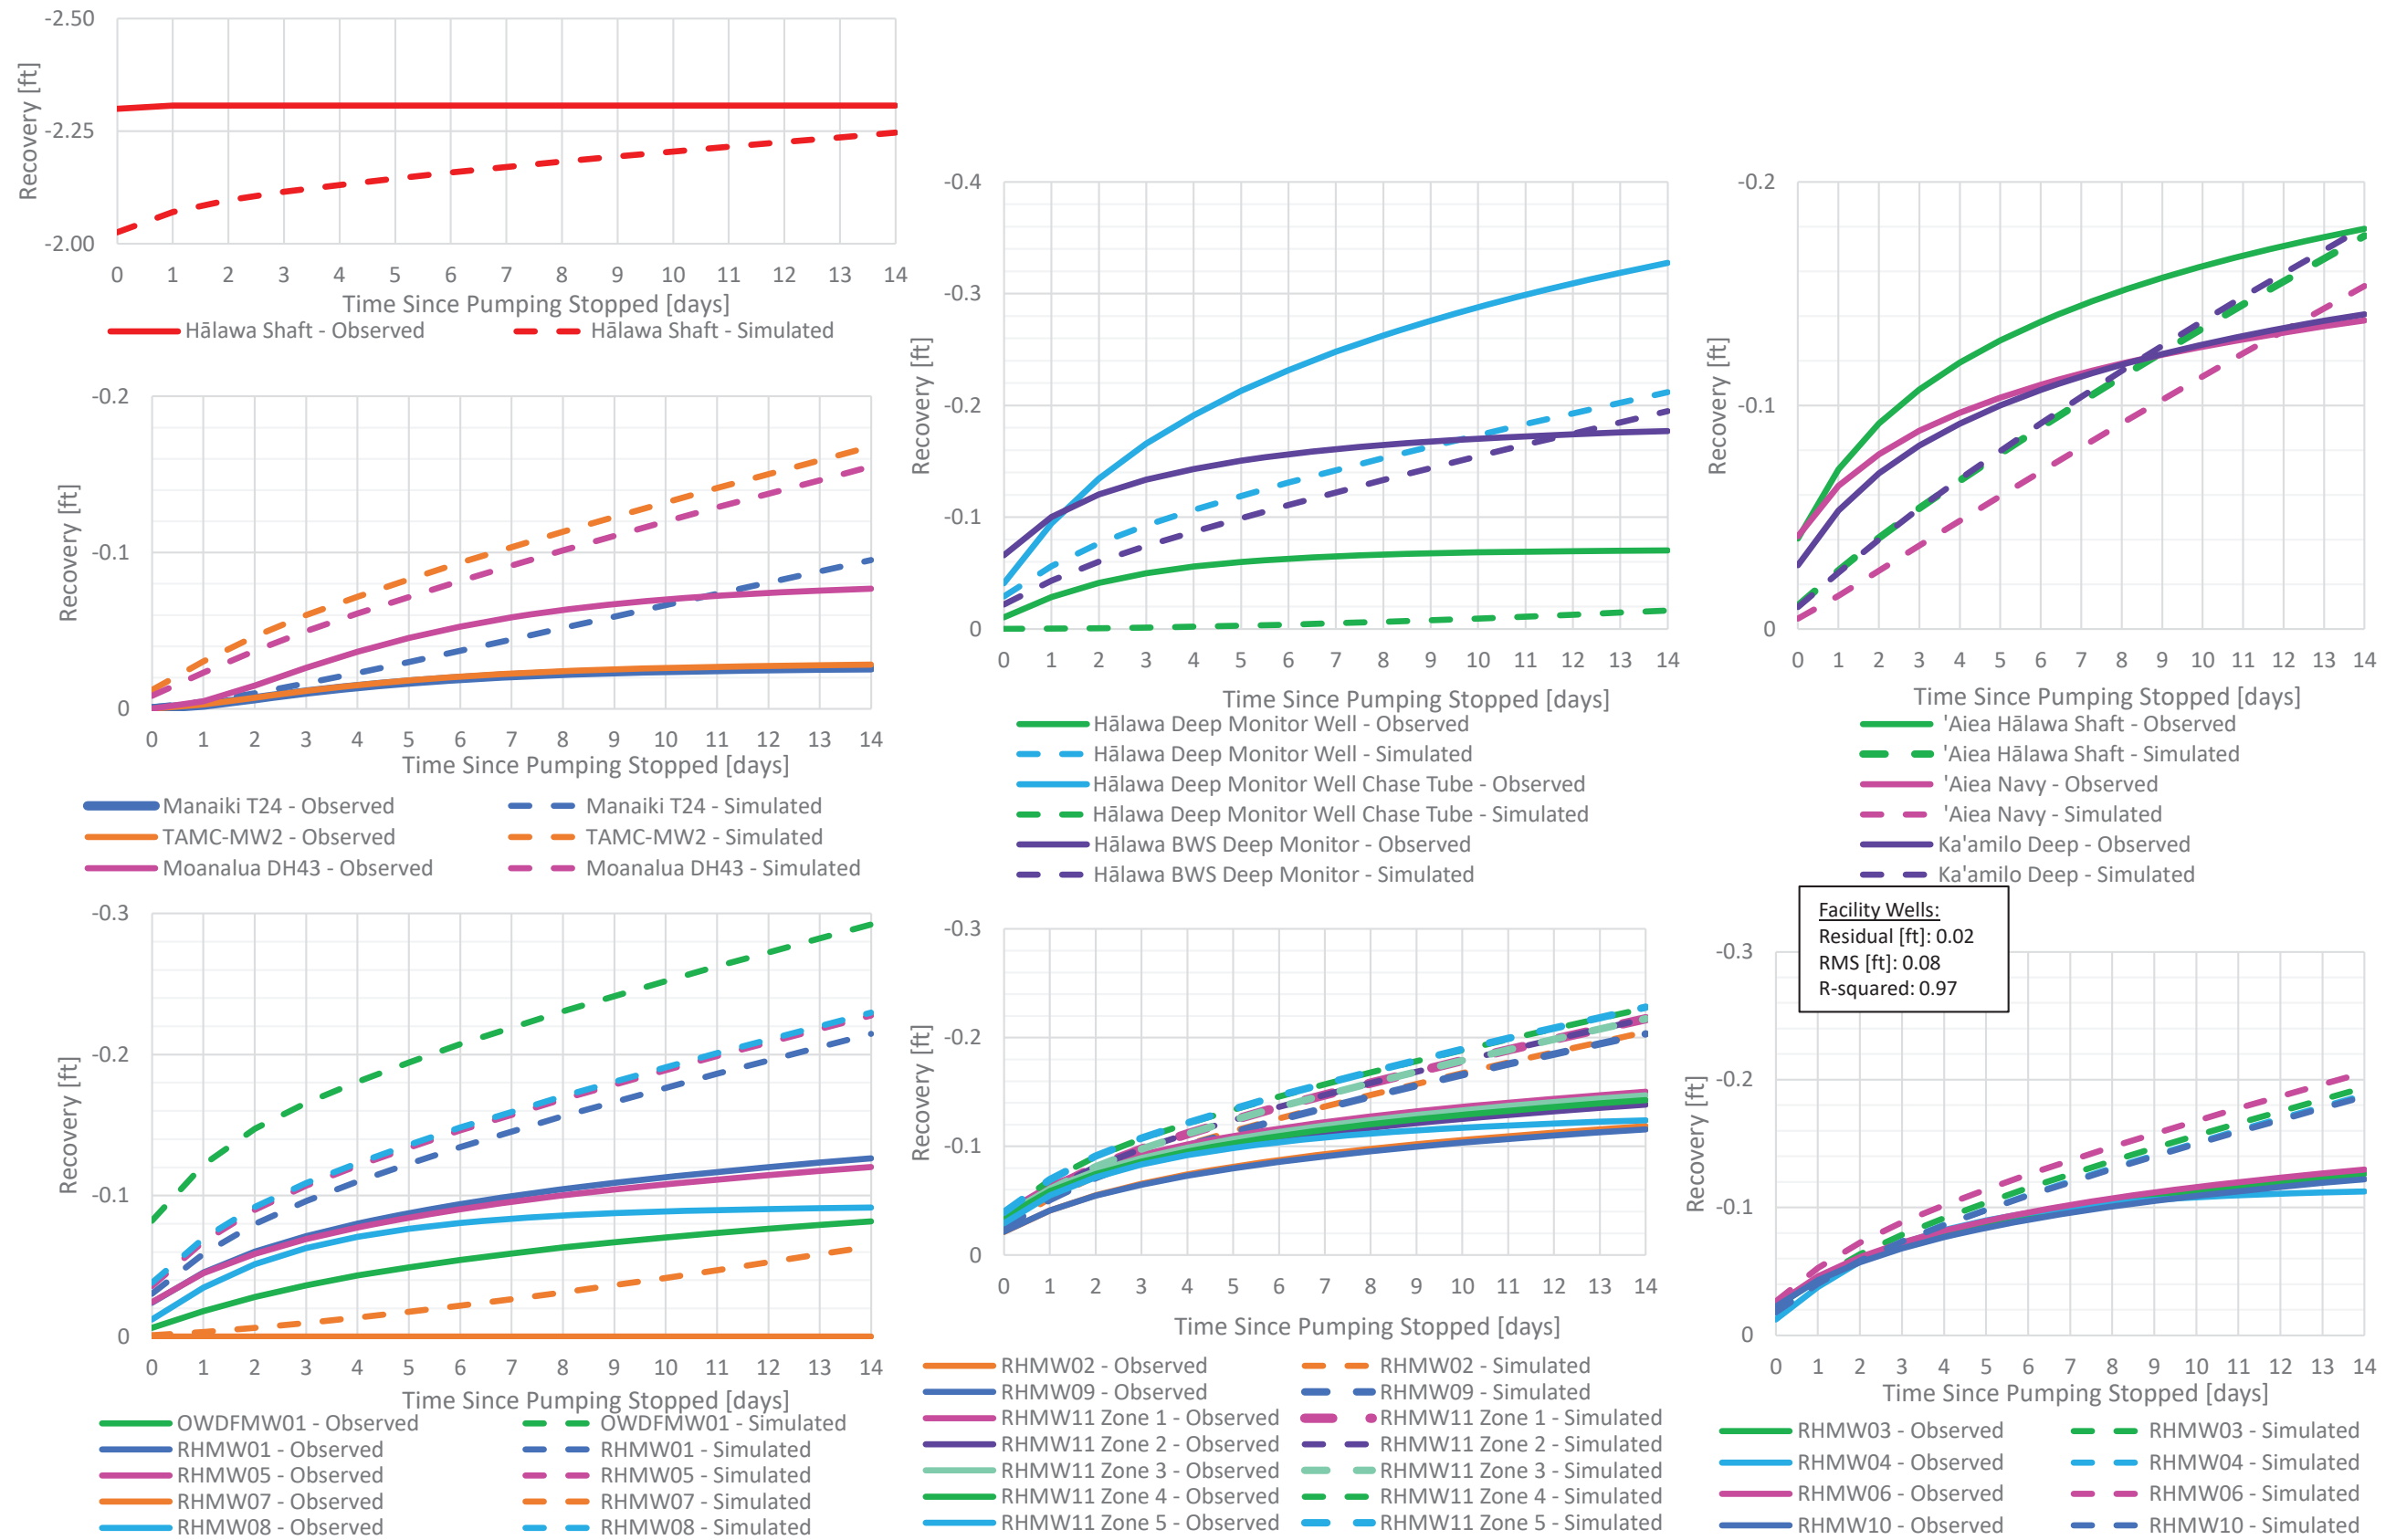 -2.50
-2.25
-2.00
Recovery [ft]
0 1 2 3 4 5 6 7 8 9 10 11 12 13 14
Time Since Pumping Stopped [days]
Hālawa Shaft - Observed
Hālawa Shaft - Simulated
-0.2
-0.1
0
Recovery [ft]
0 1 2 3 4 5 6 7 8 9 10 11 12 13 14
Time Since Pumping Stopped [days]
Manaiki T24 - Observed
Manaiki T24 - Simulated
TAMC-MW2 - Observed
TAMC-MW2 - Simulated
Moanalua DH43 - Observed
Moanalua DH43 - Simulated
-0.4
-0.3
-0.2
-0.1
0
Recovery [ft]
0 1 2 3 4 5 6 7 8 9 10 11 12 13 14
Time Since Pumping Stopped [days]
Hālawa Deep Monitor Well - Observed
Hālawa Deep Monitor Well - Simulated
Hālawa Deep Monitor Well Chase Tube - Observed
Hālawa Deep Monitor Well Chase Tube - Simulated
Hālawa BWS Deep Monitor - Observed
Hālawa BWS Deep Monitor - Simulated
-0.2
-0.1
0
Recovery [ft]
0 1 2 3 4 5 6 7 8 9 10 11 12 13 14
Time Since Pumping Stopped [days]
'Aiea Hālawa Shaft - Observed
'Aiea Hālawa Shaft - Simulated
'Aiea Navy - Observed
'Aiea Navy - Simulated
Ka'amilo Deep - Observed
Ka'amilo Deep - Simulated
-0.3
-0.2
-0.1
0
Recovery [ft]
0 1 2 3 4 5 6 7 8 9 10 11 12 13 14
Time Since Pumping Stopped [days]
OWDFMW01 - Observed
OWDFMW01 - Simulated
RHMW01 - Observed
RHMW01 - Simulated
RHMW05 - Observed
RHMW05 - Simulated
RHMW07 - Observed
RHMW07 - Simulated
RHMW08 - Observed
RHMW08 - Simulated
-0.3
-0.2
-0.1
0
Recovery [ft]
0 1 2 3 4 5 6 7 8 9 10 11 12 13 14
Time Since Pumping Stopped [days]
RHMW02 - Observed
RHMW02 - Simulated
RHMW09 - Observed
RHMW09 - Simulated
RHMW11 Zone 1 - Observed
RHMW11 Zone 1 - Simulated
RHMW11 Zone 2 - Observed
RHMW11 Zone 2 - Simulated
RHMW11 Zone 3 - Observed
RHMW11 Zone 3 - Simulated
RHMW11 Zone 4 - Observed
RHMW11 Zone 4 - Simulated
RHMW11 Zone 5 - Observed
RHMW11 Zone 5 - Simulated
Facility Wells:
Residual [ft]: 0.02
RMS [ft]: 0.08
R-squared: 0.97
-0.3
-0.2
-0.1
0
Recovery [ft]
0 1 2 3 4 5 6 7 8 9 10 11 12 13 14
Time Since Pumping Stopped [days]
RHMW03 - Observed
RHMW03 - Simulated
RHMW04 - Observed
RHMW04 - Simulated
RHMW06 - Observed
RHMW06 - Simulated
RHMW10 - Observed
RHMW10 - Simulated